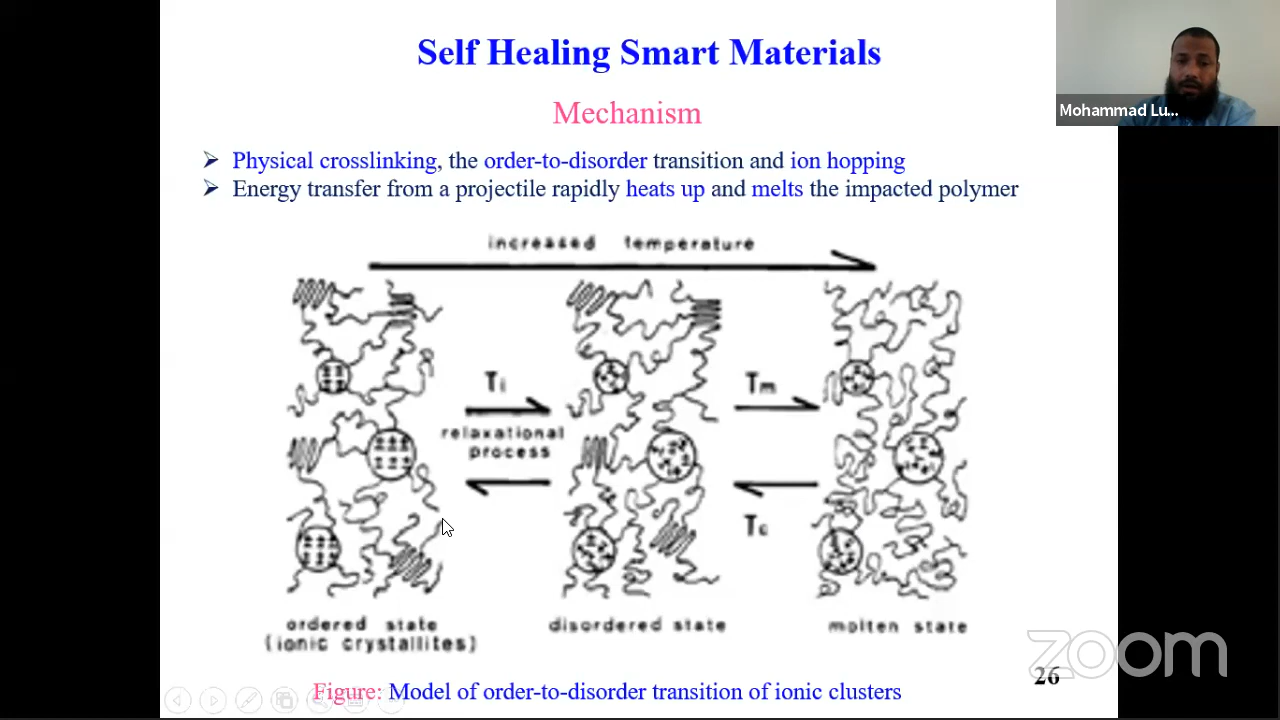 Self Healing Smart Materials
Mohammad Lu...
Mechanism
➢ Physical crosslinking, the order-to-disorder transition and ion hopping
➢ Energy transfer from a projectile rapidly heats up and melts the impacted polymer
increased temperature
Ti
relaxational
process
Tm
Tc
ordered state
(ionic crystallites)
disordered state
molten state
zoom
26
Figure: Model of order-to-disorder transition of ionic clusters